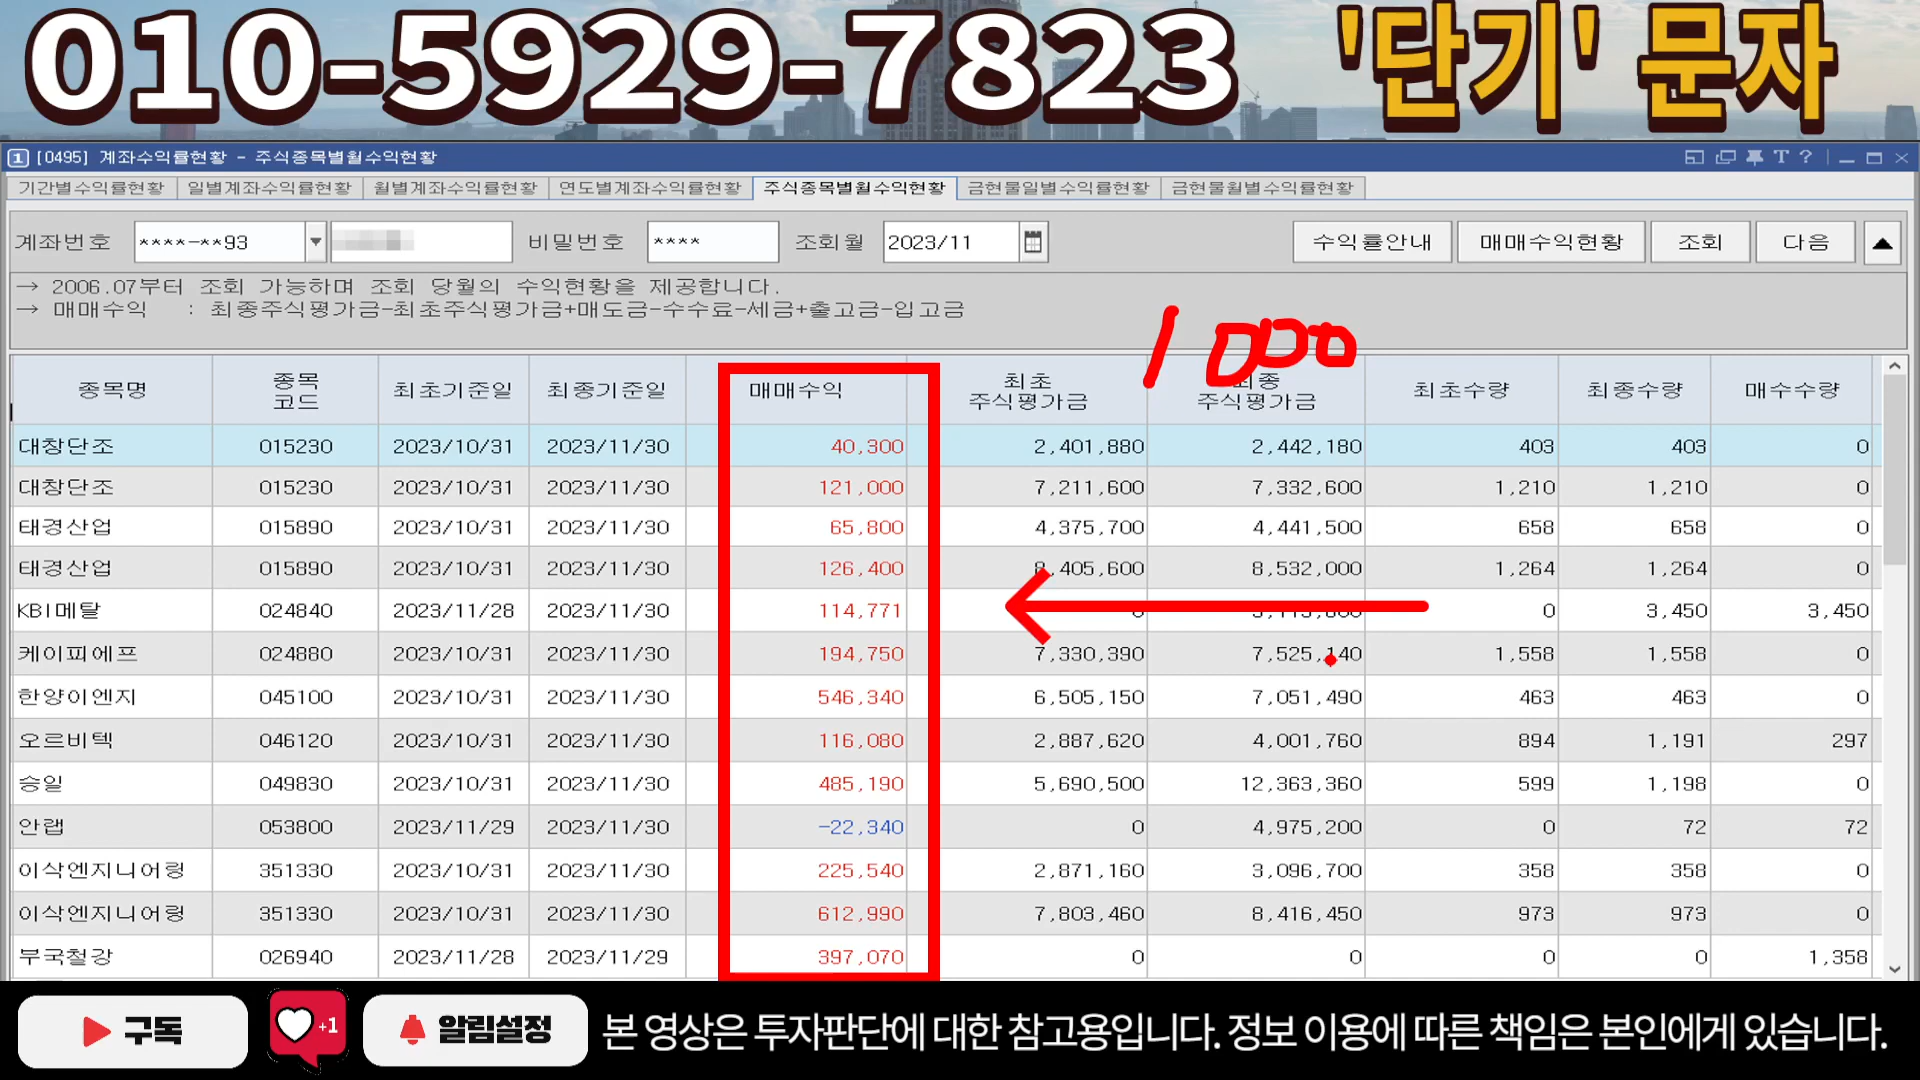 010-5929-7823 '단기' 문자
1 [0495] 계좌수익률현황 - 주식종목별월수익현황
기간별수익률현황 일별계좌수익률현황 월별계좌수익률현황 연도별계좌수익률현황 주식종목별월수익현황 금현물일별수익률현황 금현물월별수익률현황
계좌번호 ****-**93 비밀번호 **** 조회월 2023/11 수익률안내 매매수익현황 조회 다음
→ 2006.07부터 조회 가능하며 조회 당월의 수익현황을 제공합니다.
→ 매매수익 : 최종주식평가금-최초주식평가금+매도금-수수료-세금+출고금-입고금
1000
종목명 종목 코드 최초기준일 최종기준일 매매수익 최초 주식평가금 최종 주식평가금 최초수량 최종수량 매수수량
대창단조 015230 2023/10/31 2023/11/30 40,300 2,401,880 2,442,180 403 403 0
대창단조 015230 2023/10/31 2023/11/30 121,000 7,211,600 7,332,600 1,210 1,210 0
태경산업 015890 2023/10/31 2023/11/30 65,800 4,375,700 4,441,500 658 658 0
태경산업 015890 2023/10/31 2023/11/30 126,400 8,405,600 8,532,000 1,264 1,264 0
KBI메탈 024840 2023/11/28 2023/11/30 114,771 0 0 3,450 3,450
케이피에프 024880 2023/10/31 2023/11/30 194,750 7,330,390 7,525,140 1,558 1,558 0
한양이엔지 045100 2023/10/31 2023/11/30 546,340 6,505,150 7,051,490 463 463 0
오르비텍 046120 2023/10/31 2023/11/30 116,080 2,887,620 4,001,760 894 1,191 297
승일 049830 2023/10/31 2023/11/30 485,190 5,690,500 12,363,360 599 1,198 0
안랩 053800 2023/11/29 2023/11/30 -22,340 0 4,975,200 0 72 72
이삭엔지니어링 351330 2023/10/31 2023/11/30 225,540 2,871,160 3,096,700 358 358 0
이삭엔지니어링 351330 2023/10/31 2023/11/30 612,990 7,803,460 8,416,450 973 973 0
부국철강 026940 2023/11/28 2023/11/29 397,070 0 0 0 0 1,358
구독 +1 알림설정 본 영상은 투자판단에 대한 참고용입니다. 정보 이용에 따른 책임은 본인에게 있습니다.